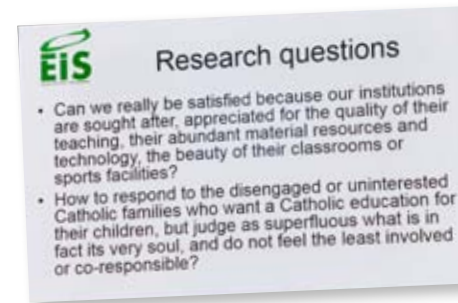 EiS
Research questions
• Can we really be satisfied because our institutions
are sought after, appreciated for the quality of their
teaching, their abundant material resources and
technology, the beauty of their classrooms or
sports facilities?
• How to respond to the disengaged or uninterested
Catholic families who want a Catholic education for
their children, but judge as superfluous what is in
fact its very soul, and do not feel the least involved
or co-responsible?